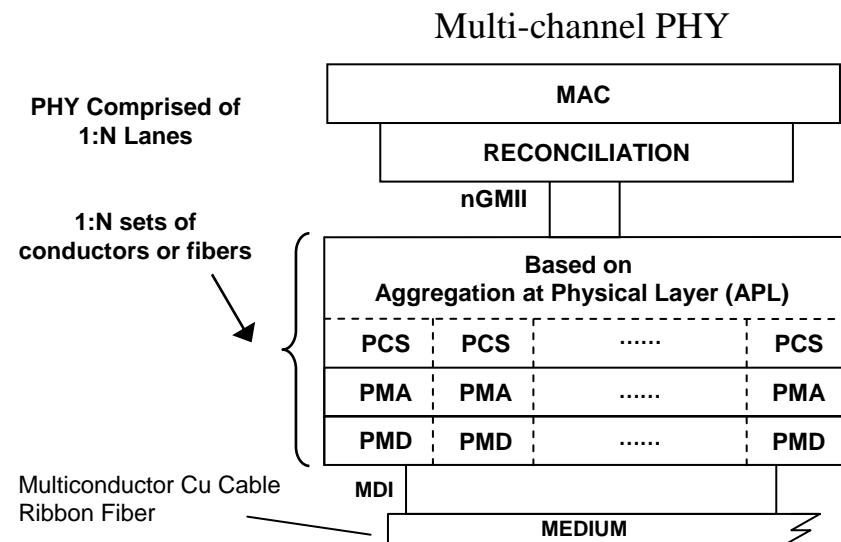 Multi-channel PHY
MAC
PHY Comprised of
1:N Lanes
RECONCILIATION
nGMII
1:N sets of
conductors or fibers
Based on
Aggregation at Physical Layer (APL)
PCS PCS ...... PCS
PMA PMA ...... PMA
PMD PMD ...... PMD
Multiconductor Cu Cable
Ribbon Fiber
MDI
MEDIUM